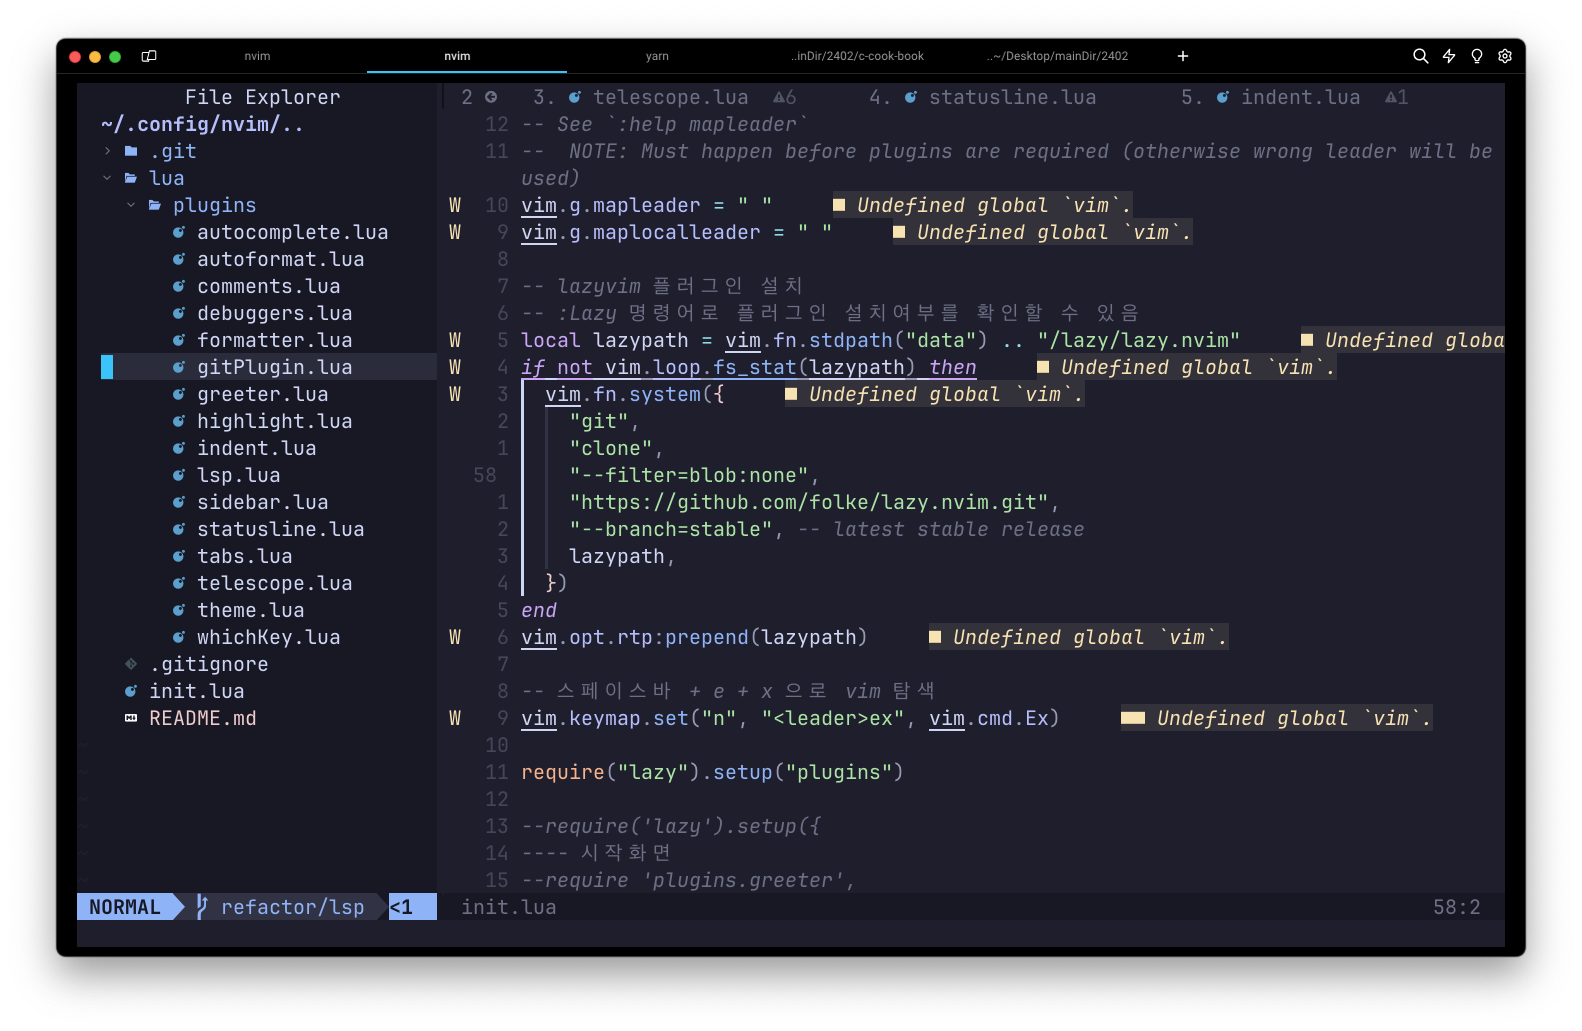 nvim nvim yarn ..inDir/2402/c-cook-book ..~/Desktop/mainDir/2402 +
File Explorer
~/.config/nvim/..
.git
lua
plugins
autocomplete.lua
autoformat.lua
comments.lua
debuggers.lua
formatter.lua
gitPlugin.lua
greeter.lua
highlight.lua
indent.lua
lsp.lua
sidebar.lua
statusline.lua
tabs.lua
telescope.lua
theme.lua
whichKey.lua
.gitignore
init.lua
README.md
2 3. telescope.lua 6 4. statusline.lua 5. indent.lua 1
12 -- See `:help mapleader`
11 --  NOTE: Must happen before plugins are required (otherwise wrong leader will be
used)
W 10 vim.g.mapleader = " " ■ Undefined global `vim`.
W 9 vim.g.maplocalleader = " " ■ Undefined global `vim`.
8
7 -- lazyvim 플러그인 설치
6 -- :Lazy 명령어로 플러그인 설치여부를 확인할 수 있음
W 5 local lazypath = vim.fn.stdpath("data") .. "/lazy/lazy.nvim" ■ Undefined globa
W 4 if not vim.loop.fs_stat(lazypath) then ■ Undefined global `vim`.
W 3 vim.fn.system({ ■ Undefined global `vim`.
2 "git",
1 "clone",
58 "--filter=blob:none",
1 "https://github.com/folke/lazy.nvim.git",
2 "--branch=stable", -- latest stable release
3 lazypath,
4 })
5 end
W 6 vim.opt.rtp:prepend(lazypath) ■ Undefined global `vim`.
7
8 -- 스페이스바 + e + x 으로 vim 탐색
W 9 vim.keymap.set("n", "<leader>ex", vim.cmd.Ex) ■■ Undefined global `vim`.
10
11 require("lazy").setup("plugins")
12
13 --require('lazy').setup({
14 ---- 시작화면
15 --require 'plugins.greeter',
NORMAL refactor/lsp <1 init.lua 58:2